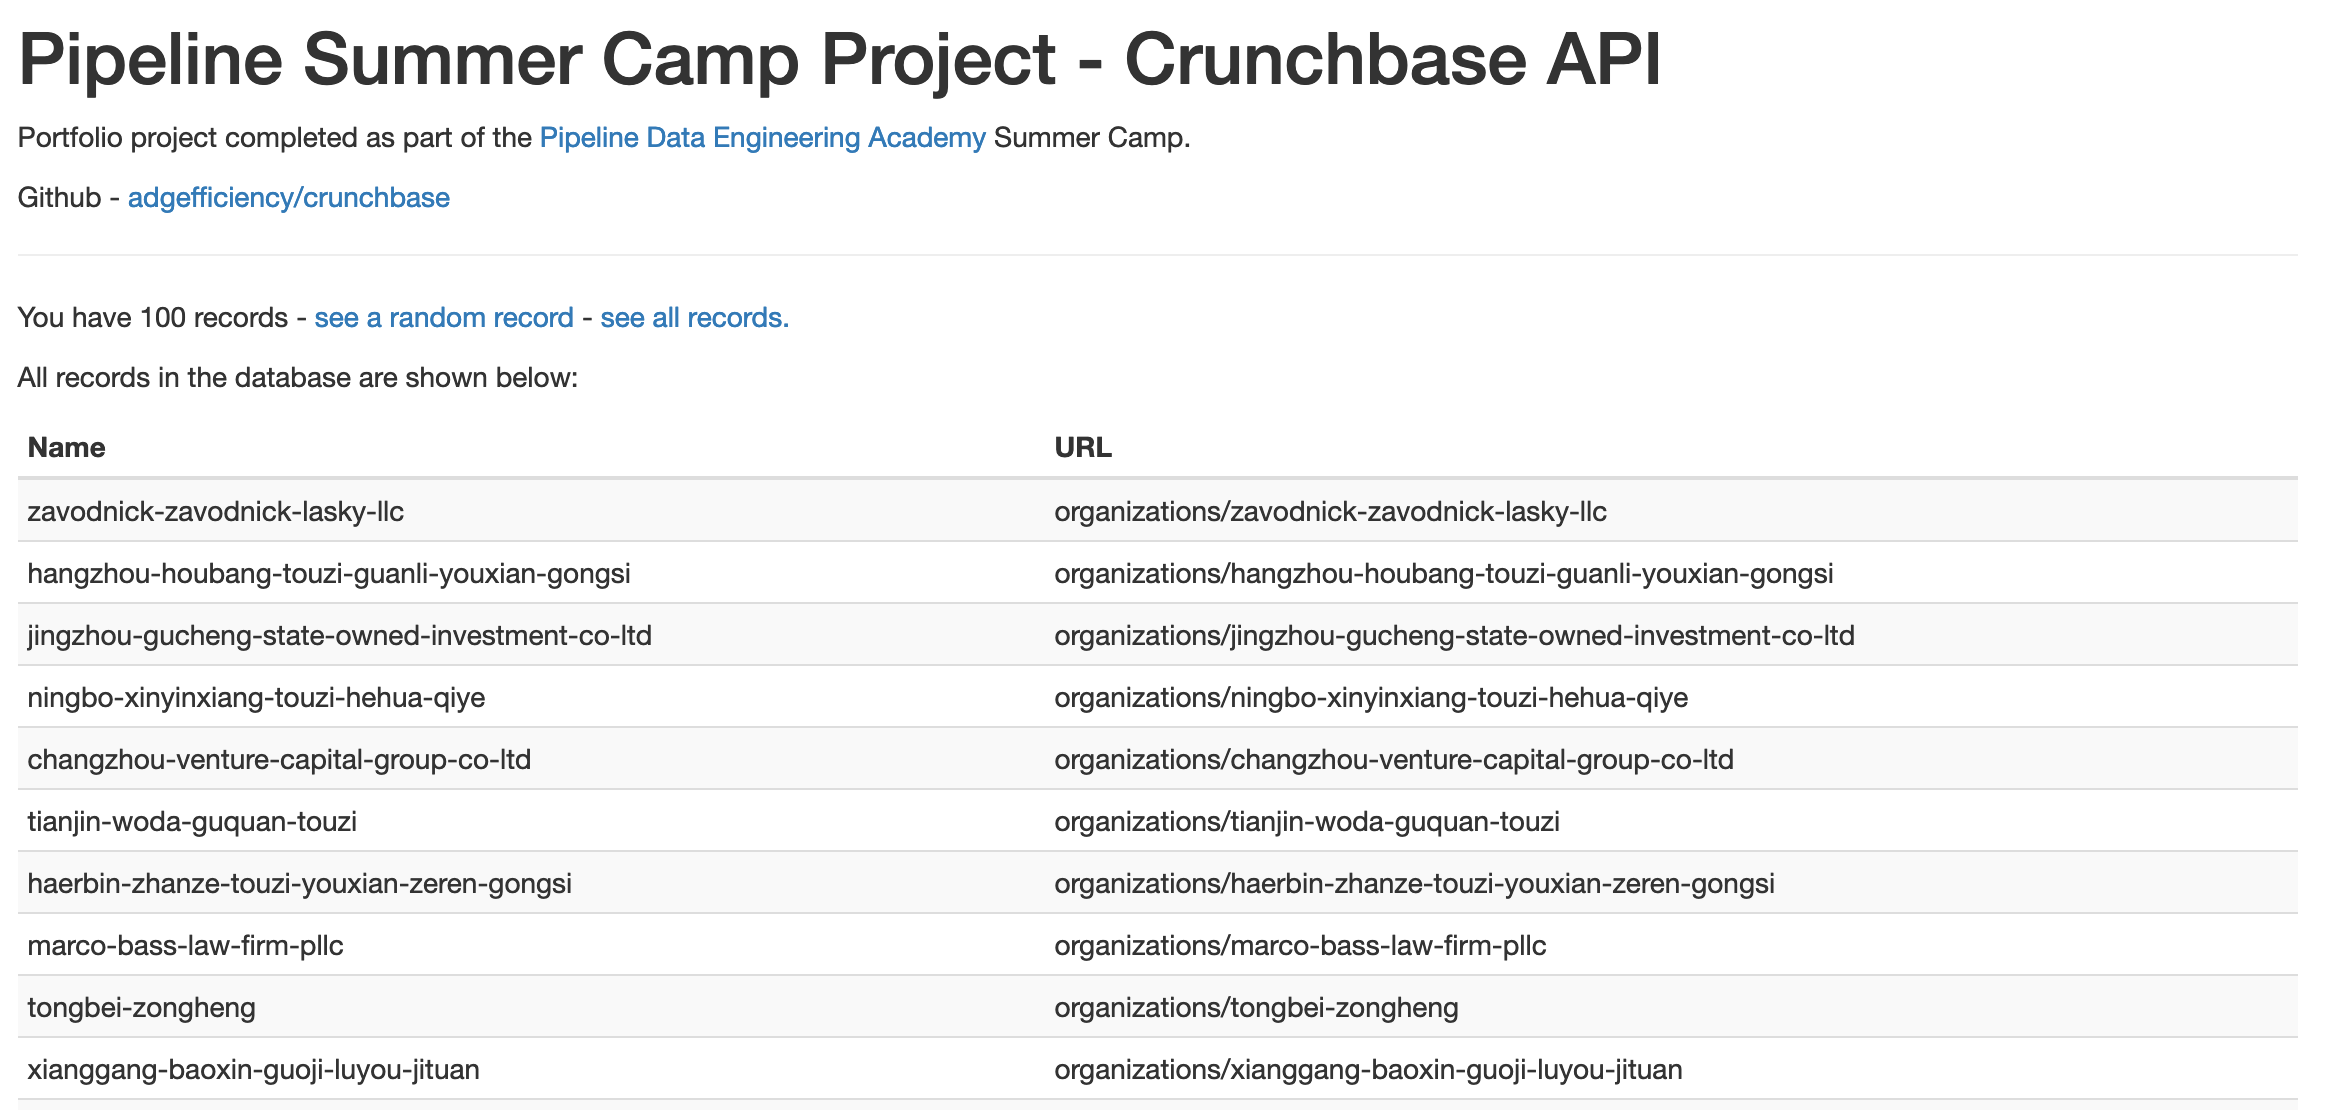 Pipeline Summer Camp Project - Crunchbase API
Portfolio project completed as part of the Pipeline Data Engineering Academy Summer Camp.
Github - adgefficiency/crunchbase
You have 100 records - see a random record - see all records.
All records in the database are shown below:
Name URL
zavodnick-zavodnick-lasky-llc organizations/zavodnick-zavodnick-lasky-llc
hangzhou-houbang-touzi-guanli-youxian-gongsi organizations/hangzhou-houbang-touzi-guanli-youxian-gongsi
jingzhou-gucheng-state-owned-investment-co-ltd organizations/jingzhou-gucheng-state-owned-investment-co-ltd
ningbo-xinyinxiang-touzi-hehua-qiye organizations/ningbo-xinyinxiang-touzi-hehua-qiye
changzhou-venture-capital-group-co-ltd organizations/changzhou-venture-capital-group-co-ltd
tianjin-woda-guquan-touzi organizations/tianjin-woda-guquan-touzi
haerbin-zhanze-touzi-youxian-zeren-gongsi organizations/haerbin-zhanze-touzi-youxian-zeren-gongsi
marco-bass-law-firm-pllc organizations/marco-bass-law-firm-pllc
tongbei-zongheng organizations/tongbei-zongheng
xianggang-baoxin-guoji-luyou-jituan organizations/xianggang-baoxin-guoji-luyou-jituan